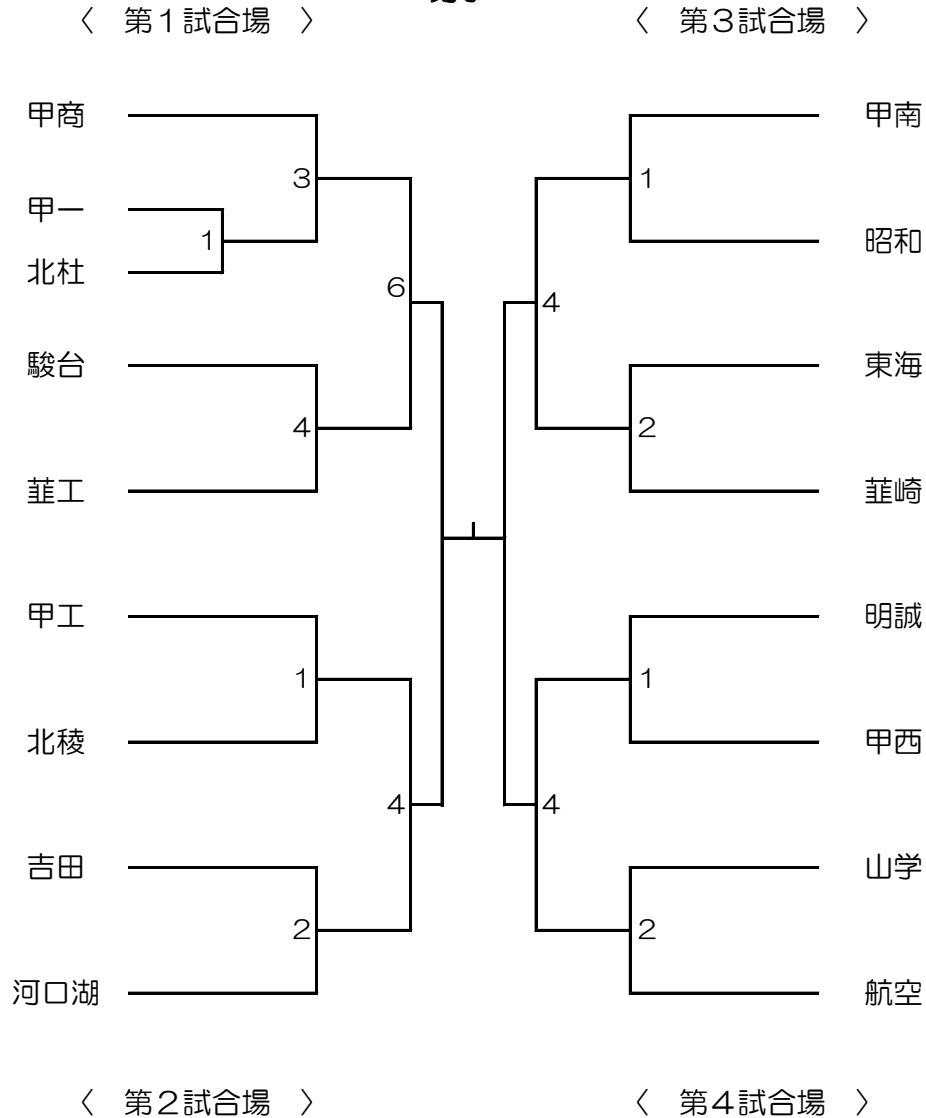 〈 第1試合場 〉
〈 第3試合場 〉
甲商
3
甲一
1
北杜
6
駿台
4
韮工
甲南
1
昭和
4
東海
2
韮崎
甲工
1
北稜
4
吉田
2
河口湖
明誠
1
甲西
4
山学
2
航空
〈 第2試合場 〉
〈 第4試合場 〉